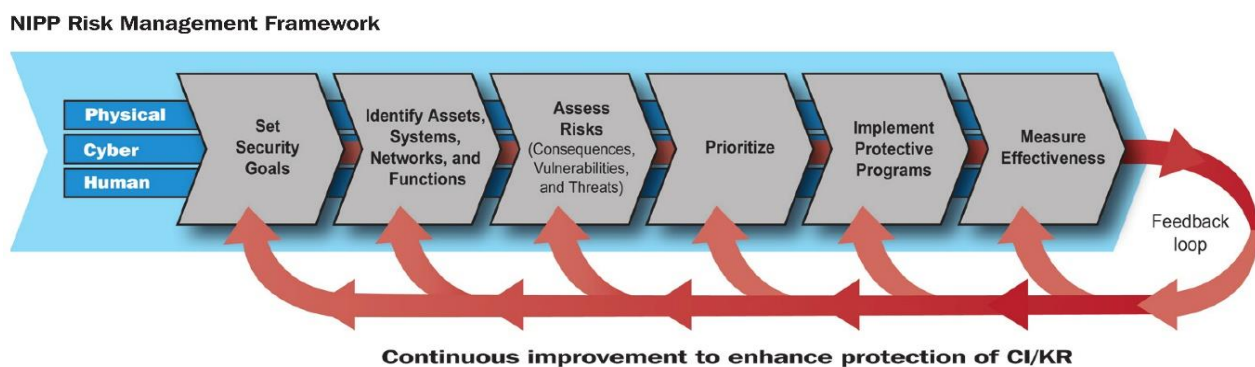 NIPP Risk Management Framework
Physical
Cyber
Human
Set
Security
Goals
Identify Assets,
Systems,
Networks, and
Functions
Assess
Risks
(Consequences,
Vulnerabilities,
and Threats)
Prioritize
Implement
Protective
Programs
Measure
Effectiveness
Feedback
loop
Continuous improvement to enhance protection of CI/KR